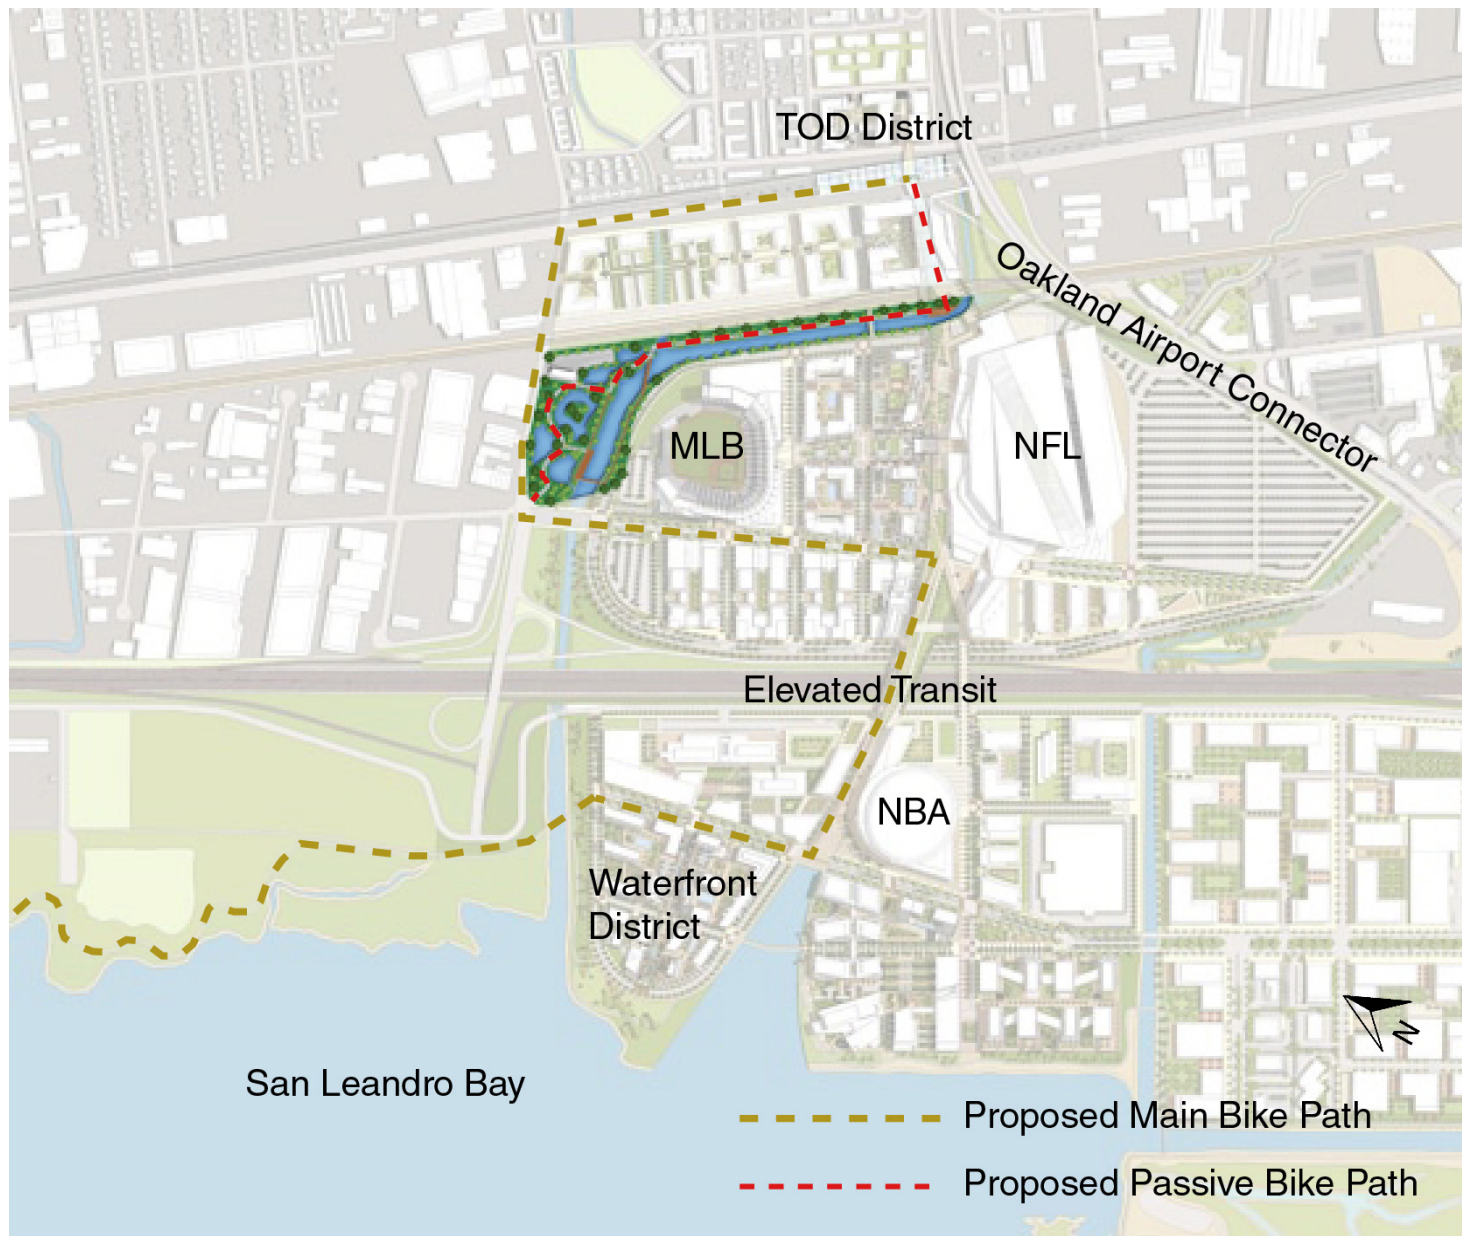 TOD District
Oakland Airport Connector
MLB
NFL
Elevated Transit
NBA
Waterfront
District
N
San Leandro Bay
Proposed Main Bike Path
Proposed Passive Bike Path